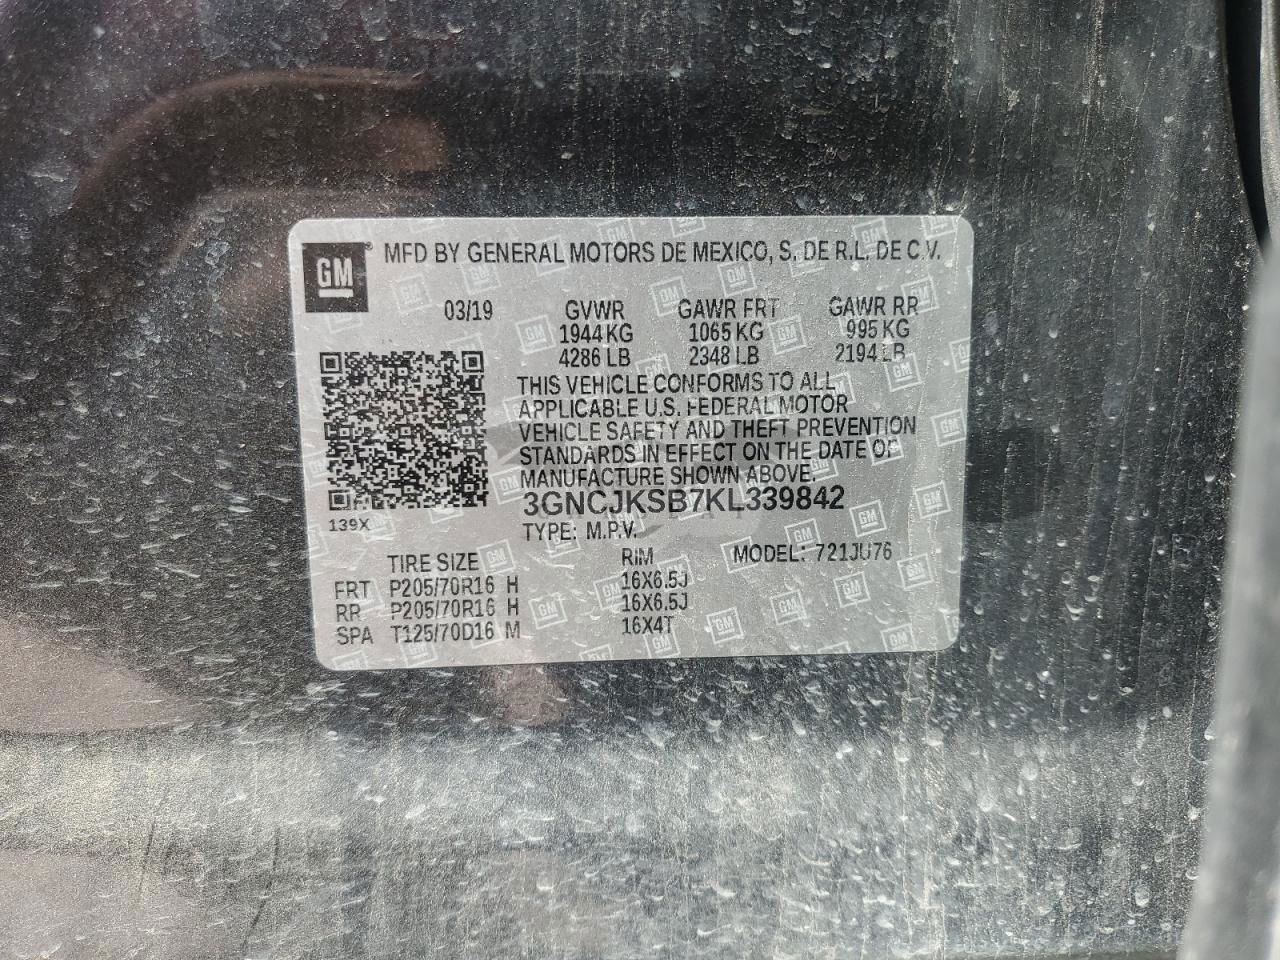 GM® MFD BY GENERAL MOTORS DE MEXICO, S. DE R.L. DE C.V.
03/19 GVWR GAWR FRT GAWR RR
1944 KG 1065 KG 995 KG
4286 LB 2348 LB 2194 LB
THIS VEHICLE CONFORMS TO ALL
APPLICABLE U.S. FEDERAL MOTOR
VEHICLE SAFETY AND THEFT PREVENTION
STANDARDS IN EFFECT ON THE DATE OF
MANUFACTURE SHOWN ABOVE.
3GNCJKSB7KL339842
139X
TYPE: M.P.V.
TIRE SIZE RIM MODEL: 721JU76
FRT P205/70R16 H 16X6.5J
RR P205/70R16 H 16X6.5J
SPA T125/70D16 M 16X4T